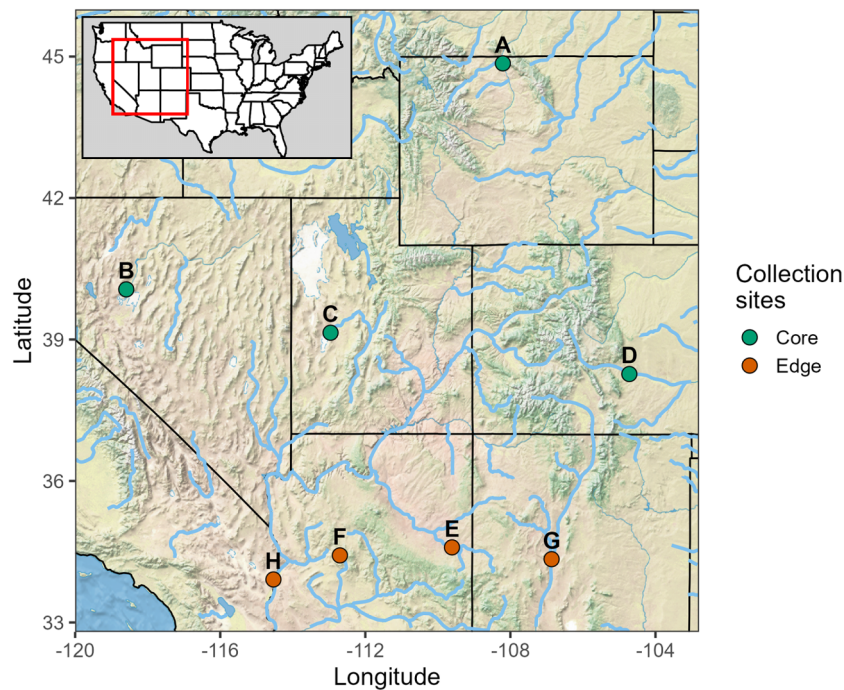 45
42
39
36
33
Latitude
A
B
C
D
E
F
G
H
-120
-116
-112
-108
-104
Longitude
Collection
sites
Core
Edge